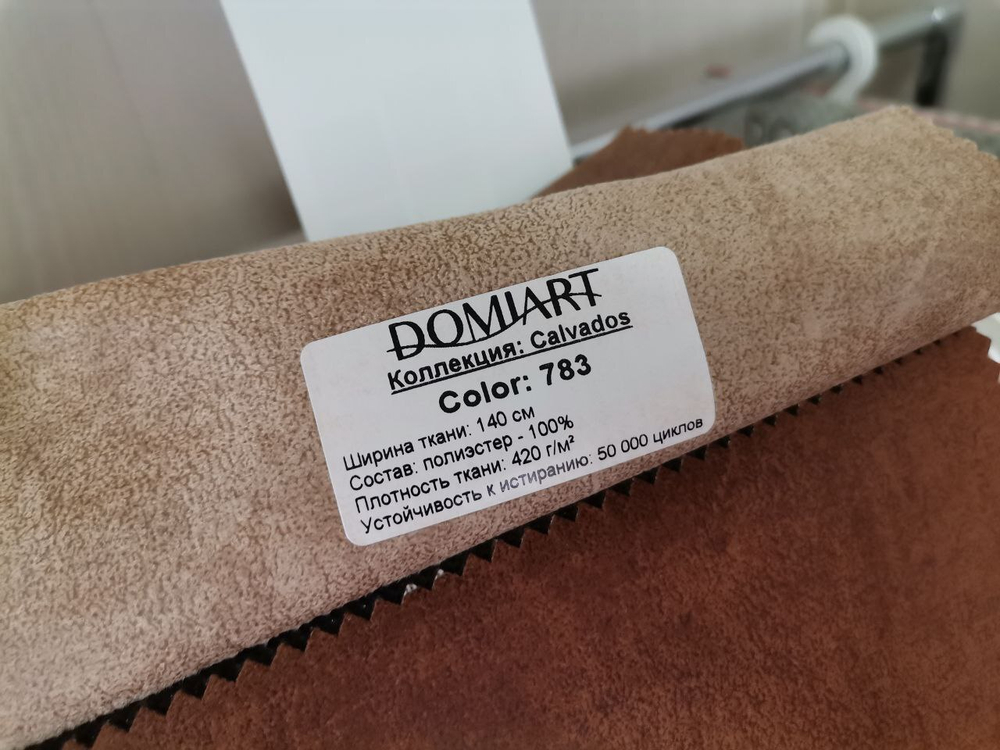 DOMIART
Коллекция: Calvados
Color: 783
Ширина ткани: 140 см
Состав: полиэстер - 100%
Плотность ткани: 420 г/м²
Устойчивость к истиранию: 50 000 циклов